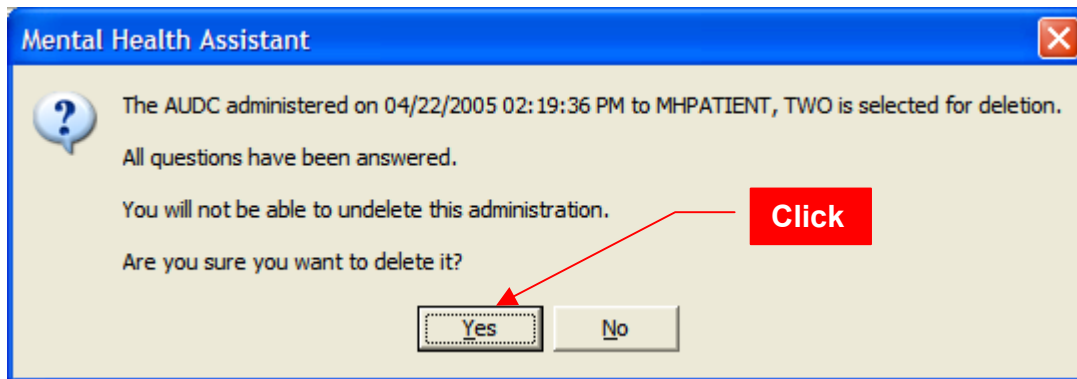 Mental Health Assistant
The AUDC administered on 04/22/2005 02:19:36 PM to MHPATIENT, TWO is selected for deletion.
All questions have been answered.
You will not be able to undelete this administration.
Click
Are you sure you want to delete it?
Yes No